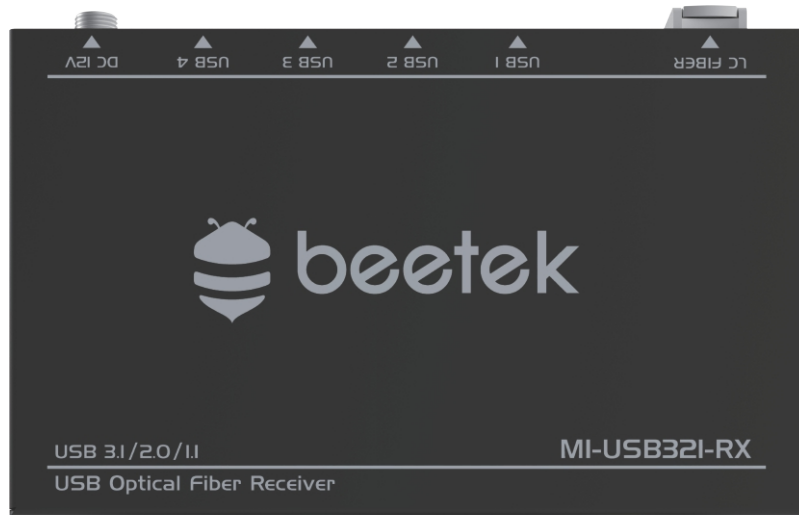 DC 12V USB 4 USB 3 USB 2 USB 1 LC FIBER
beetek
USB 3.1/2.0/1.1 MI-USB321-RX
USB Optical Fiber Receiver